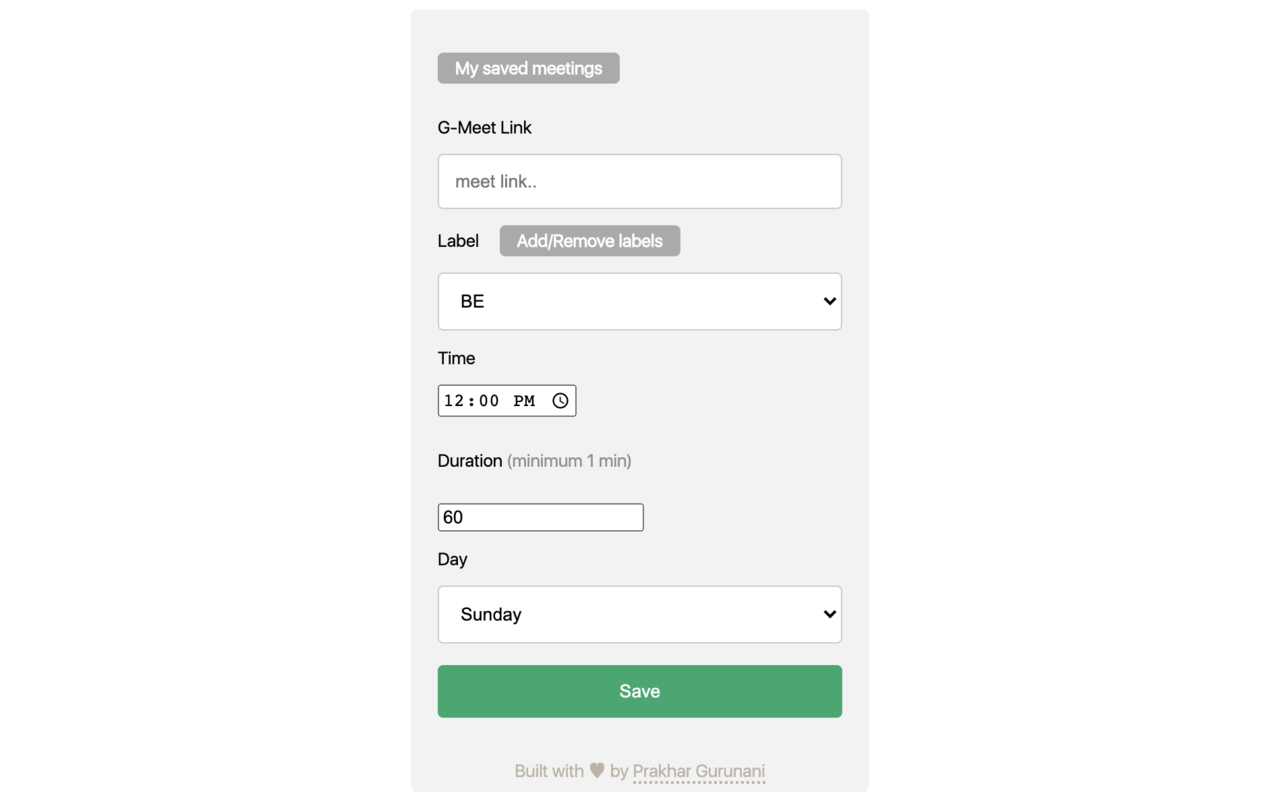 My saved meetings
G-Meet Link
meet link..
Label Add/Remove labels
BE
Time
12:00 PM
Duration (minimum 1 min)
60
Day
Sunday
Save
Built with ♥ by Prakhar Gurunani